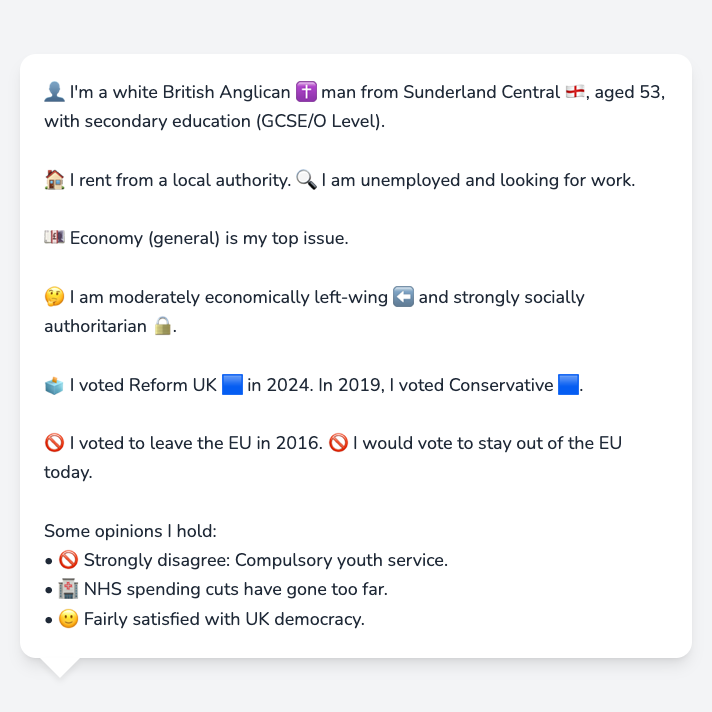 👤 I'm a white British Anglican ✝️ man from Sunderland Central 🏴󠁧󠁢󠁥󠁮󠁧󠁿, aged 53,
with secondary education (GCSE/O Level).
🏠 I rent from a local authority. 🔍 I am unemployed and looking for work.
💷 Economy (general) is my top issue.
🤔 I am moderately economically left-wing ⬅️ and strongly socially
authoritarian 🔒.
🗳️ I voted Reform UK 🟦 in 2024. In 2019, I voted Conservative 🟦.
🚫 I voted to leave the EU in 2016. 🚫 I would vote to stay out of the EU
today.
Some opinions I hold:
• 🚫 Strongly disagree: Compulsory youth service.
• 🏥 NHS spending cuts have gone too far.
• 🙂 Fairly satisfied with UK democracy.